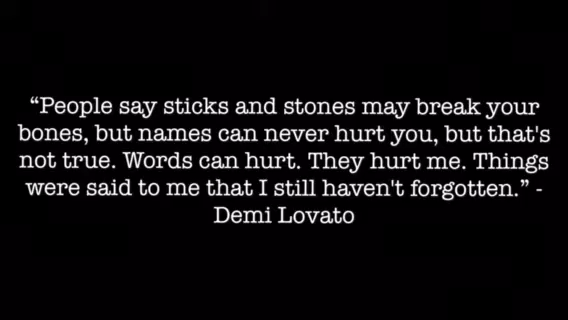 “People say sticks and stones may break your
bones, but names can never hurt you, but that's
not true. Words can hurt. They hurt me. Things
were said to me that I still haven't forgotten.” -
Demi Lovato